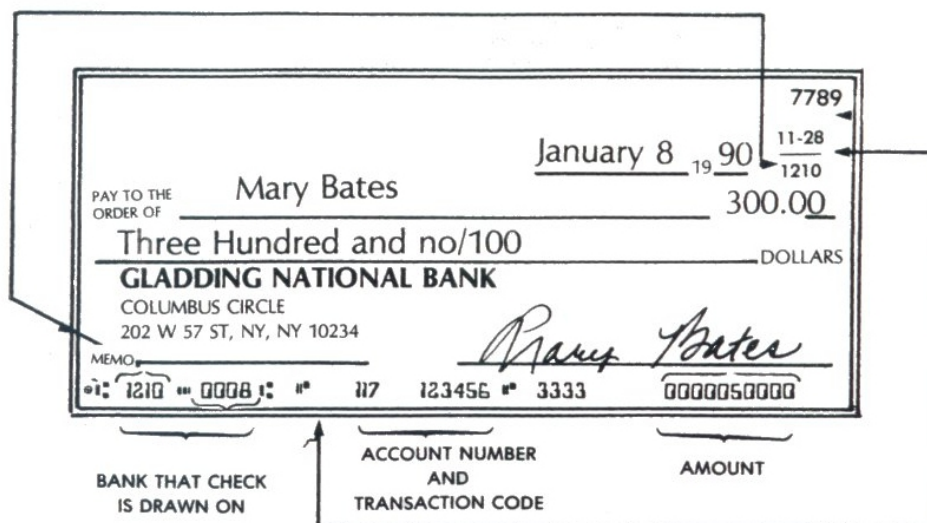 7789
11-28
January 8 19 90
1210
PAY TO THE
ORDER OF Mary Bates 300.00
Three Hundred and no/100 DOLLARS
GLADDING NATIONAL BANK
COLUMBUS CIRCLE
202 W 57 ST, NY, NY 10234
MEMO Mary Bates
⑆ 1210 ⑉ 0008 ⑆ ⑈ 117 123456 ⑈ 3333 0000050000
BANK THAT CHECK
IS DRAWN ON
ACCOUNT NUMBER
AND
TRANSACTION CODE
AMOUNT